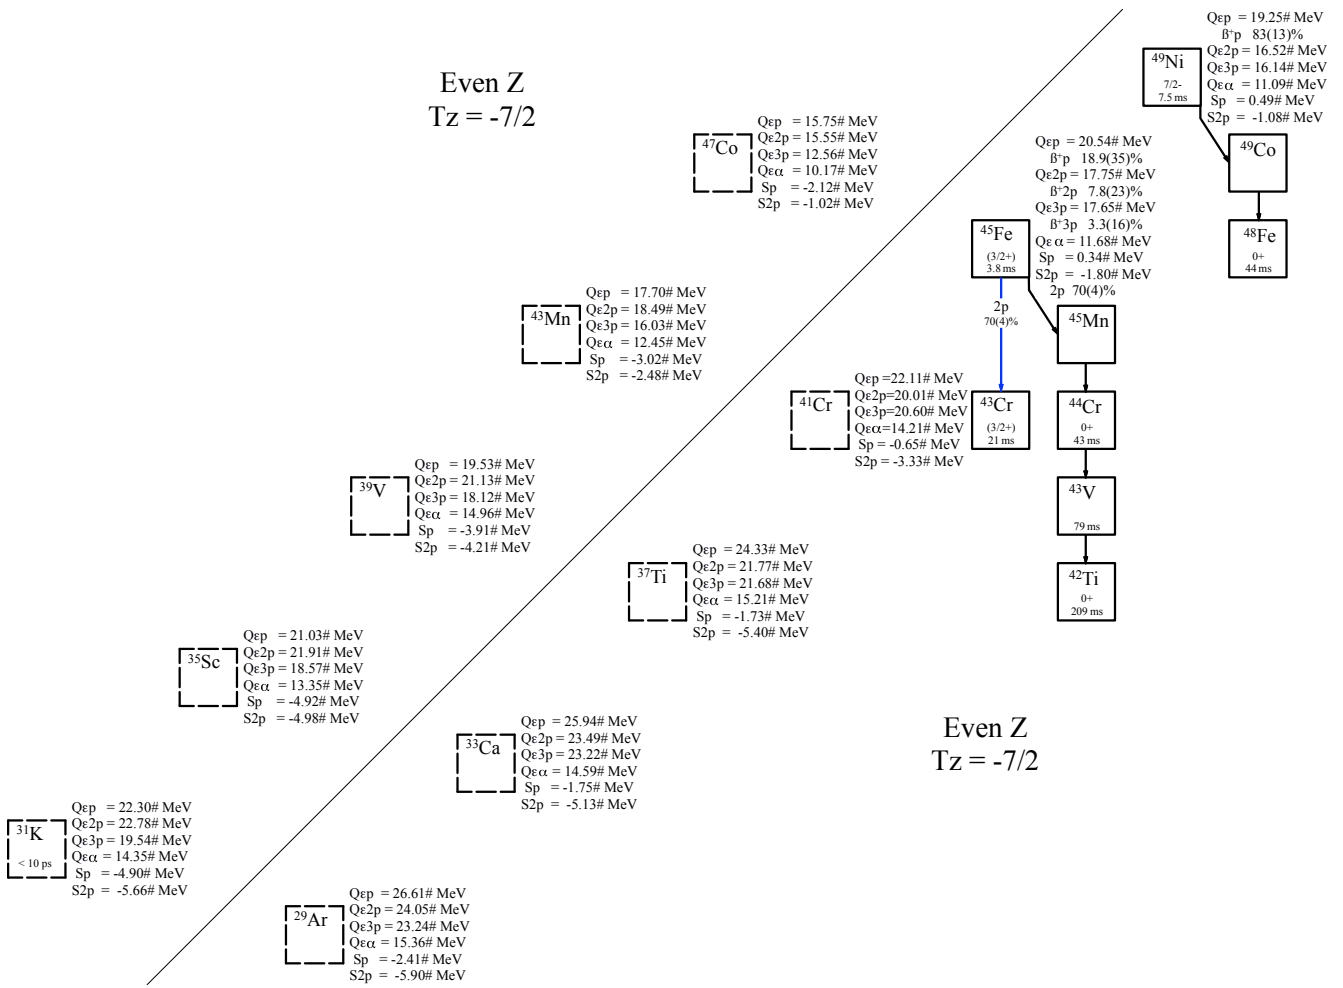 Even Z
Tz = -7/2
⁴⁷Co
Qεp = 15.75# MeV
Qε2p = 15.55# MeV
Qε3p = 12.56# MeV
Qεα = 10.17# MeV
Sp = -2.12# MeV
S2p = -1.02# MeV
⁴³Mn
Qεp = 17.70# MeV
Qε2p = 18.49# MeV
Qε3p = 16.03# MeV
Qεα = 12.45# MeV
Sp = -3.02# MeV
S2p = -2.48# MeV
³⁹V
Qεp = 19.53# MeV
Qε2p = 21.13# MeV
Qε3p = 18.12# MeV
Qεα = 14.96# MeV
Sp = -3.91# MeV
S2p = -4.21# MeV
³⁵Sc
Qεp = 21.03# MeV
Qε2p = 21.91# MeV
Qε3p = 18.57# MeV
Qεα = 13.35# MeV
Sp = -4.92# MeV
S2p = -4.98# MeV
³¹K
< 10 ps
Qεp = 22.30# MeV
Qε2p = 22.78# MeV
Qε3p = 19.54# MeV
Qεα = 14.35# MeV
Sp = -4.90# MeV
S2p = -5.66# MeV
⁴⁹Ni
7/2-
7.5 ms
Qεp = 19.25# MeV
ß⁺p 83(13)%
Qε2p = 16.52# MeV
Qε3p = 16.14# MeV
Qεα = 11.09# MeV
Sp = 0.49# MeV
S2p = -1.08# MeV
⁴⁹Co
⁴⁸Fe
0+
44 ms
⁴⁵Fe
(3/2+)
3.8 ms
Qεp = 20.54# MeV
ß⁺p 18.9(35)%
Qε2p = 17.75# MeV
ß⁺2p 7.8(23)%
Qε3p = 17.65# MeV
ß⁺3p 3.3(16)%
Qεα = 11.68# MeV
Sp = 0.34# MeV
S2p = -1.80# MeV
2p 70(4)%
2p
70(4)%
⁴⁵Mn
⁴¹Cr
Qεp =22.11# MeV
Qε2p=20.01# MeV
Qε3p=20.60# MeV
Qεα=14.21# MeV
Sp = -0.65# MeV
S2p = -3.33# MeV
⁴³Cr
(3/2+)
21 ms
⁴⁴Cr
0+
43 ms
⁴³V
79 ms
⁴²Ti
0+
209 ms
³⁷Ti
Qεp = 24.33# MeV
Qε2p = 21.77# MeV
Qε3p = 21.68# MeV
Qεα = 15.21# MeV
Sp = -1.73# MeV
S2p = -5.40# MeV
³³Ca
Qεp = 25.94# MeV
Qε2p = 23.49# MeV
Qε3p = 23.22# MeV
Qεα = 14.59# MeV
Sp = -1.75# MeV
S2p = -5.13# MeV
Even Z
Tz = -7/2
²⁹Ar
Qεp = 26.61# MeV
Qε2p = 24.05# MeV
Qε3p = 23.24# MeV
Qεα = 15.36# MeV
Sp = -2.41# MeV
S2p = -5.90# MeV